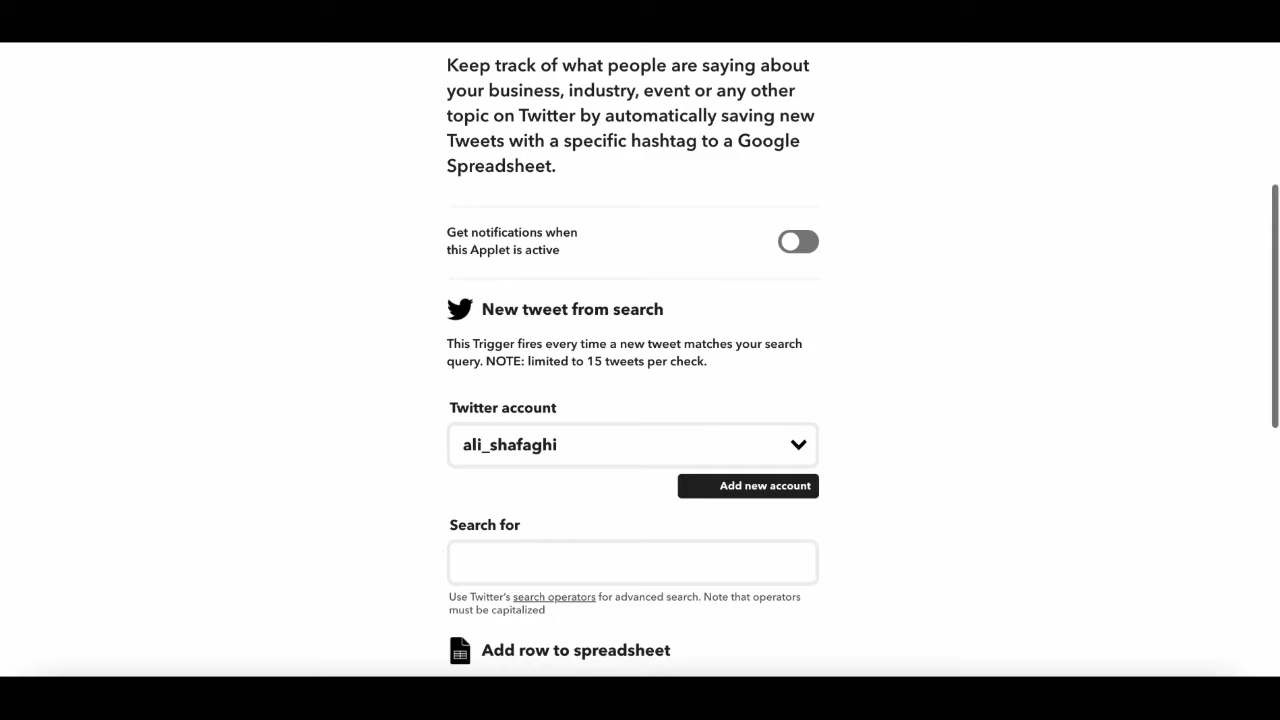 Keep track of what people are saying about
your business, industry, event or any other
topic on Twitter by automatically saving new
Tweets with a specific hashtag to a Google
Spreadsheet.
Get notifications when
this Applet is active
New tweet from search
This Trigger fires every time a new tweet matches your search
query. NOTE: limited to 15 tweets per check.
Twitter account
ali_shafaghi
Add new account
Search for
Use Twitter's search operators for advanced search. Note that operators
must be capitalized
Add row to spreadsheet